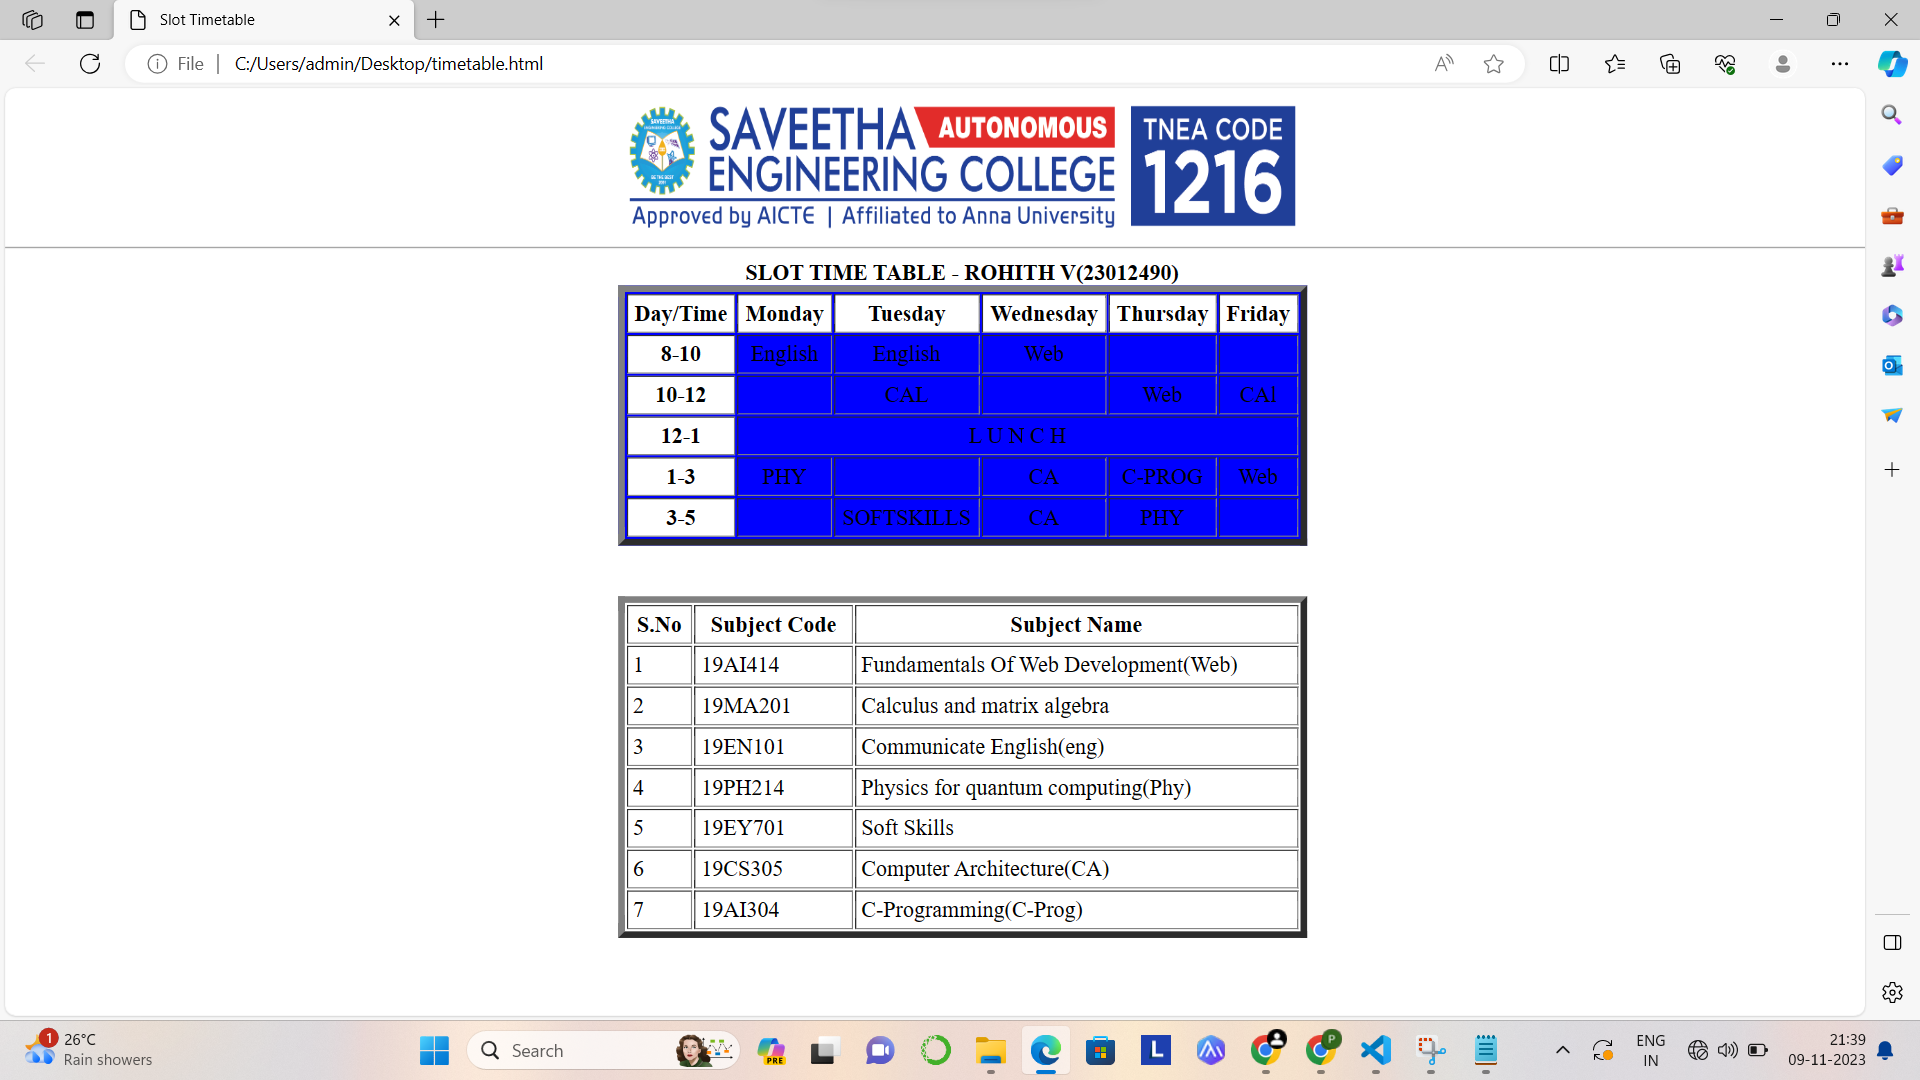 Slot Timetable
File
C:/Users/admin/Desktop/timetable.html
SAVEETHA AUTONOMOUS
ENGINEERING COLLEGE
Approved by AICTE | Affiliated to Anna University
TNEA CODE
1216
SLOT TIME TABLE - ROHITH V(23012490)
Day/Time Monday Tuesday Wednesday Thursday Friday
8-10 English English Web
10-12 CAL Web CAl
12-1 L U N C H
1-3 PHY CA C-PROG Web
3-5 SOFTSKILLS CA PHY
S.No Subject Code Subject Name
1 19AI414 Fundamentals Of Web Development(Web)
2 19MA201 Calculus and matrix algebra
3 19EN101 Communicate English(eng)
4 19PH214 Physics for quantum computing(Phy)
5 19EY701 Soft Skills
6 19CS305 Computer Architecture(CA)
7 19AI304 C-Programming(C-Prog)
1
26°C
Rain showers
Search
PRE
L
P
ENG
IN
21:39
09-11-2023